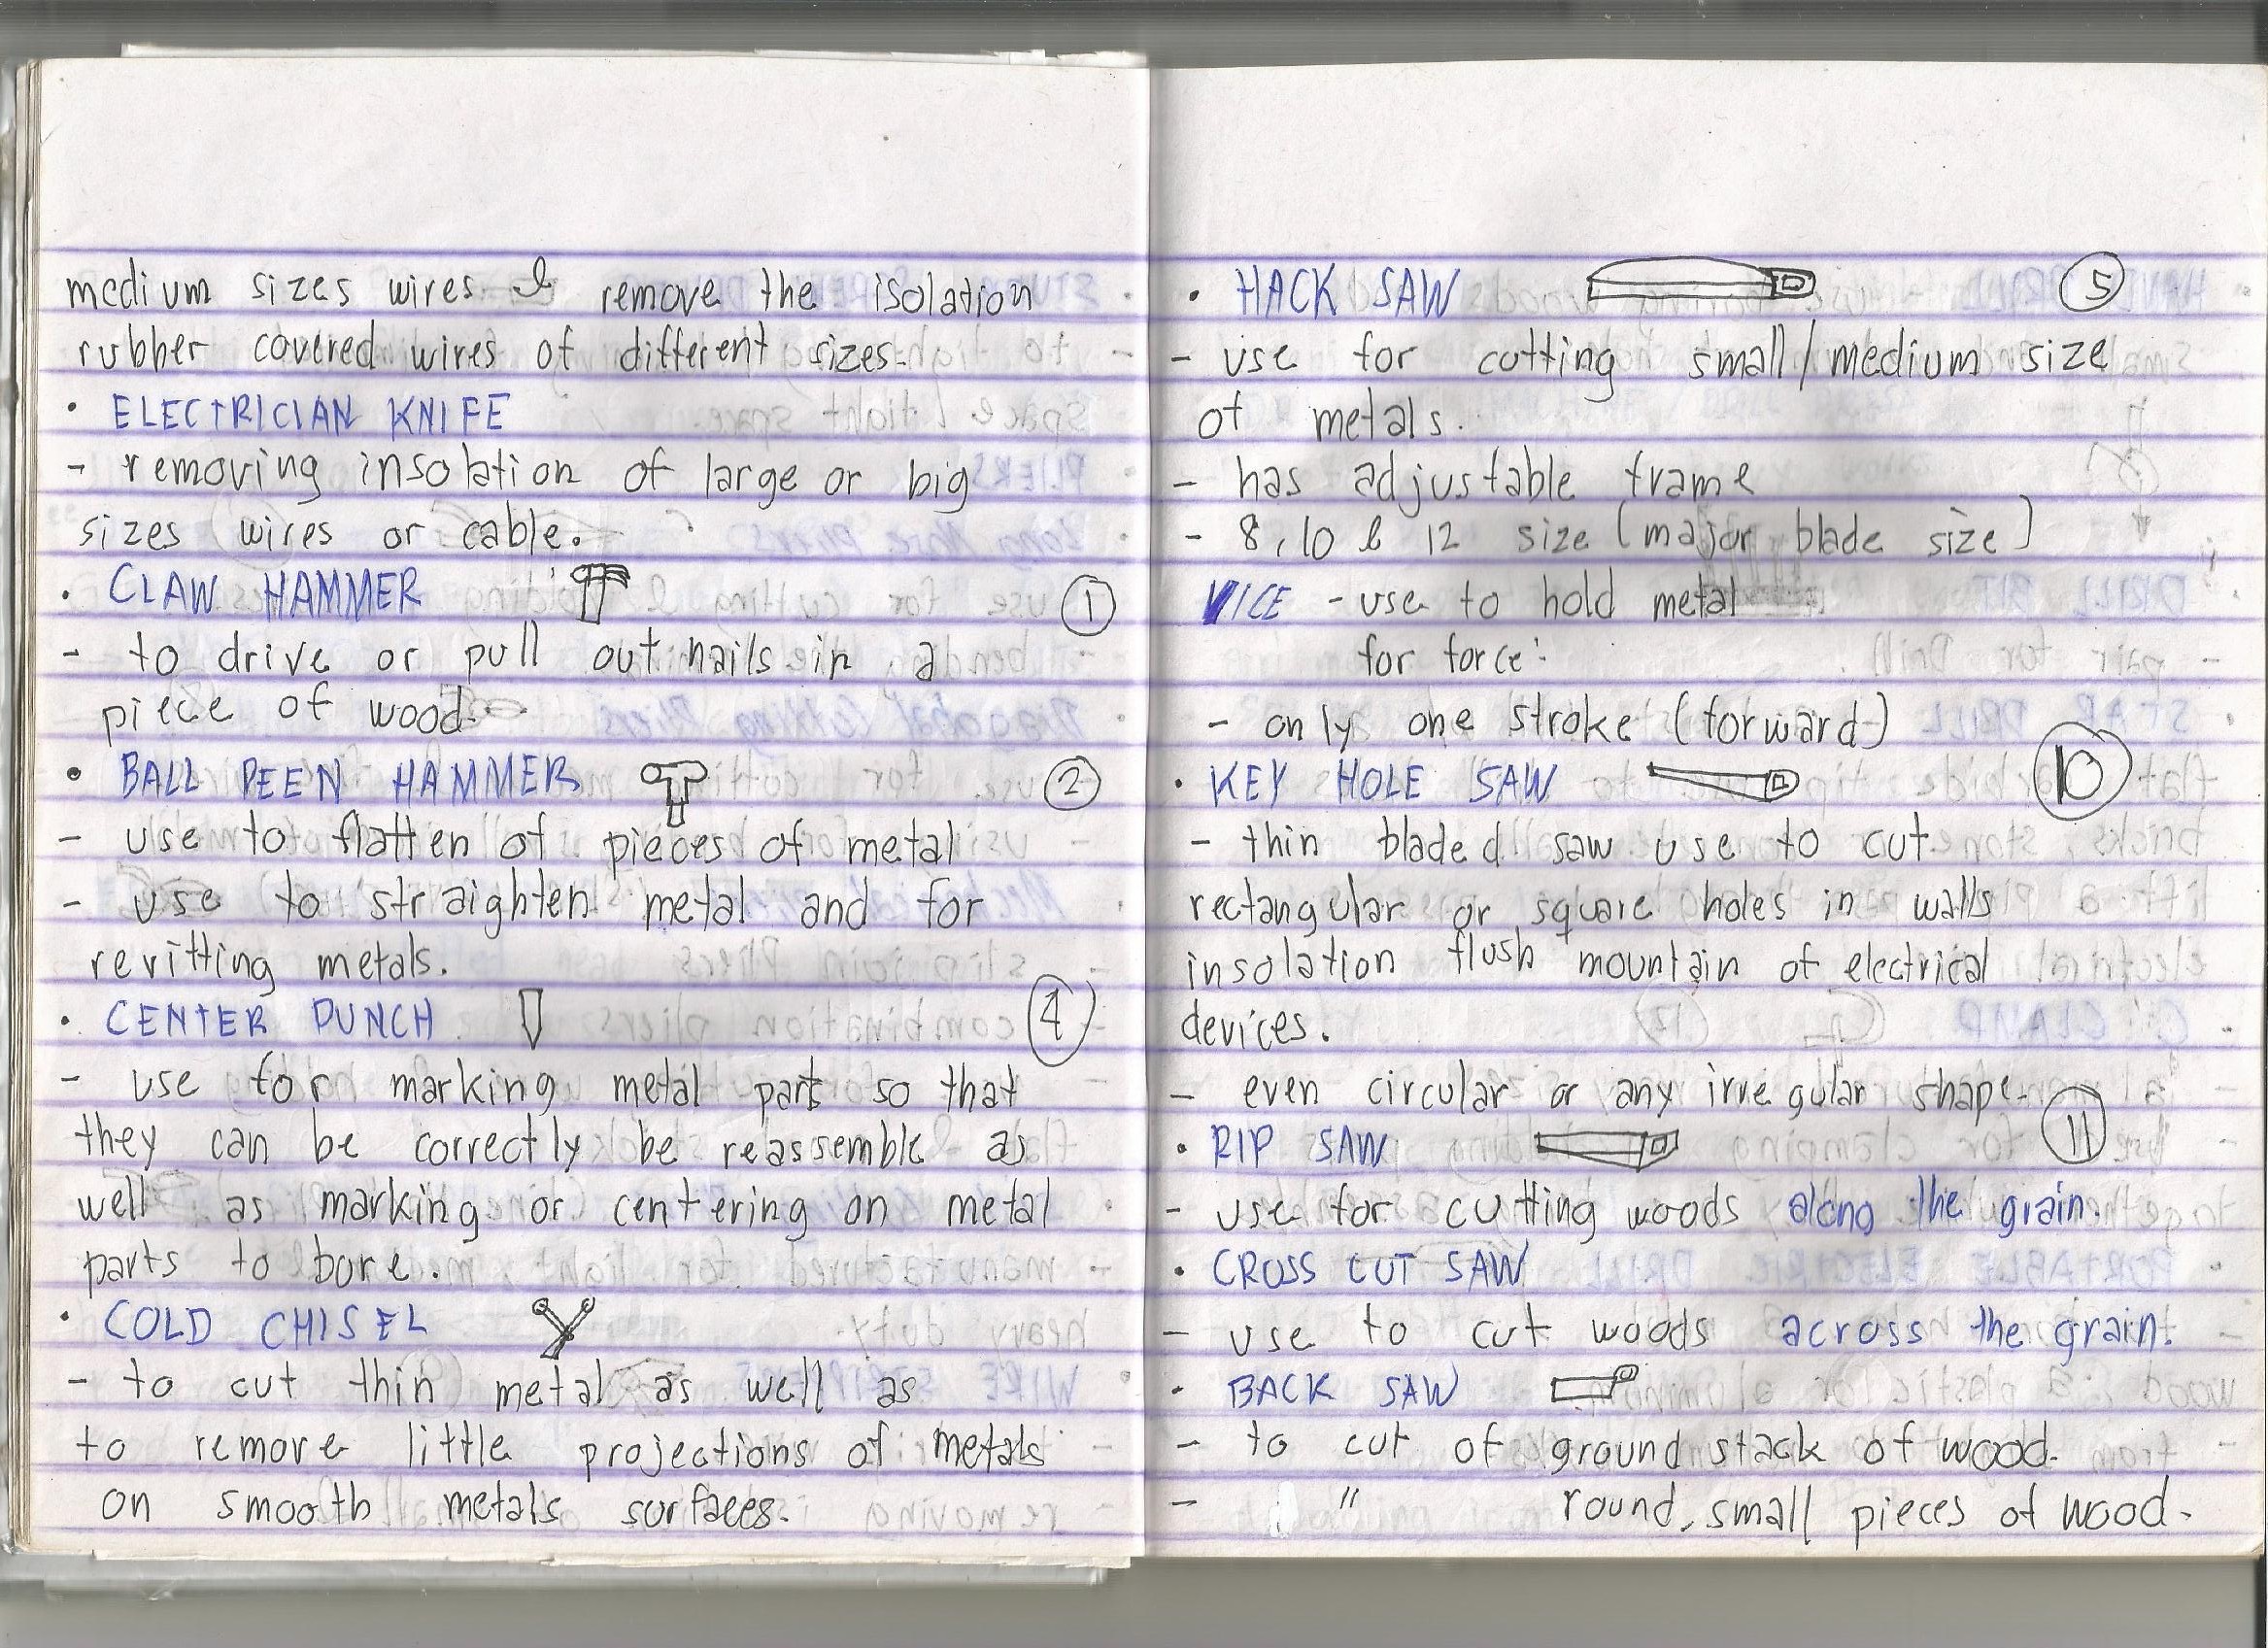 medium sizes wires & remove the isolation
rubber covered wires of different sizes.
• ELECTRICIAN KNIFE
- removing insolation of large or big
sizes wires or cable.
• CLAW HAMMER 1
- to drive or pull out nails in a
piece of wood.
• BALL PEEN HAMMER 2
- use to flatten of pieces of metal
- use to straighten metal and for
revitting metals.
• CENTER PUNCH 4
- use for marking metal parts so that
they can be correctly be reassemble as
well as marking or centering on metal
parts to bore.
• COLD CHISEL
- to cut thin metal as well as
to remove little projections of metals
on smooth metals surfaces.
• HACK SAW 5
- use for cutting small/medium size
of metals.
- has adjustable frame
- 8, 10 & 12 size (major blade size)
VICE - use to hold metal
for force.
- only one stroke (forward)
• KEY HOLE SAW 10
- thin bladed saw use to cut
rectangular or square holes in walls
insolation flush mountain of electrical
devices.
- even circular or any irregular shape.
• RIP SAW 11
- use for cutting woods along the grain.
• CROSS CUT SAW
- use to cut woods across the grain.
• BACK SAW
- to cut of ground stack of wood.
- " round, small pieces of wood.